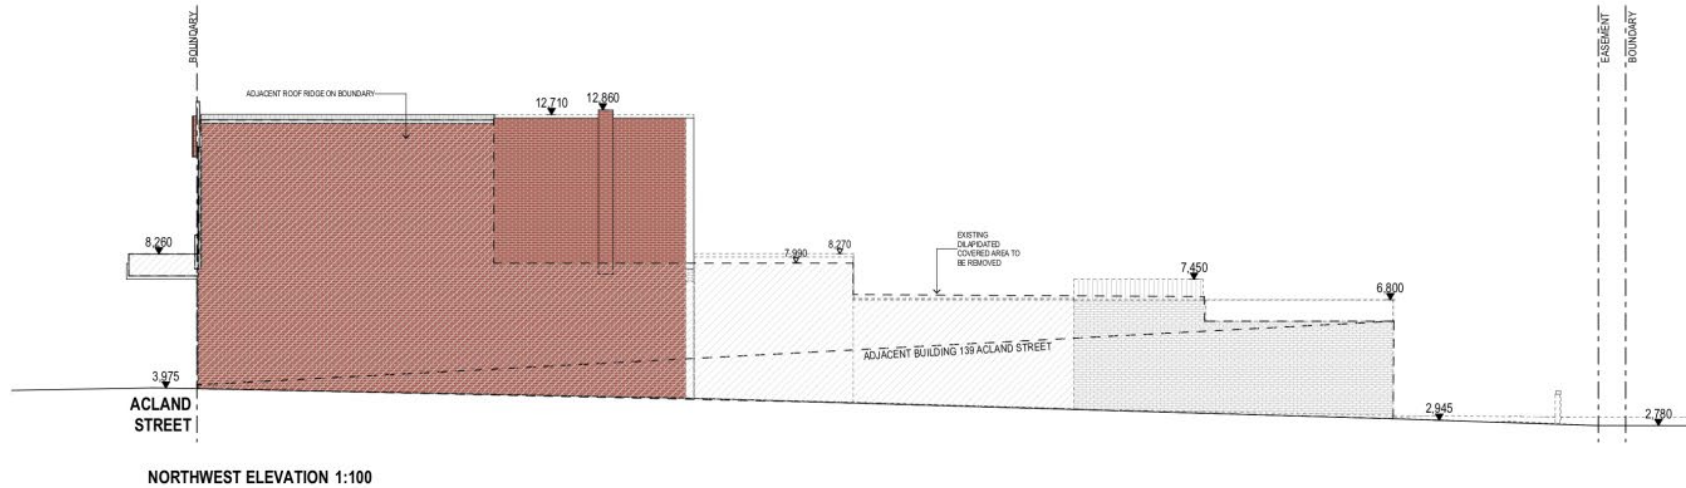 BOUNDARY
EASEMENT
BOUNDARY
ADJACENT ROOF RIDGE ON BOUNDARY
12,710
12,860
8,260
7,990
8,270
EXISTING
DILAPIDATED
COVERED AREA TO
BE REMOVED
7,450
6,800
ADJACENT BUILDING 139 ACLAND STREET
3,975
ACLAND
STREET
2,945
2,780
NORTHWEST ELEVATION 1:100